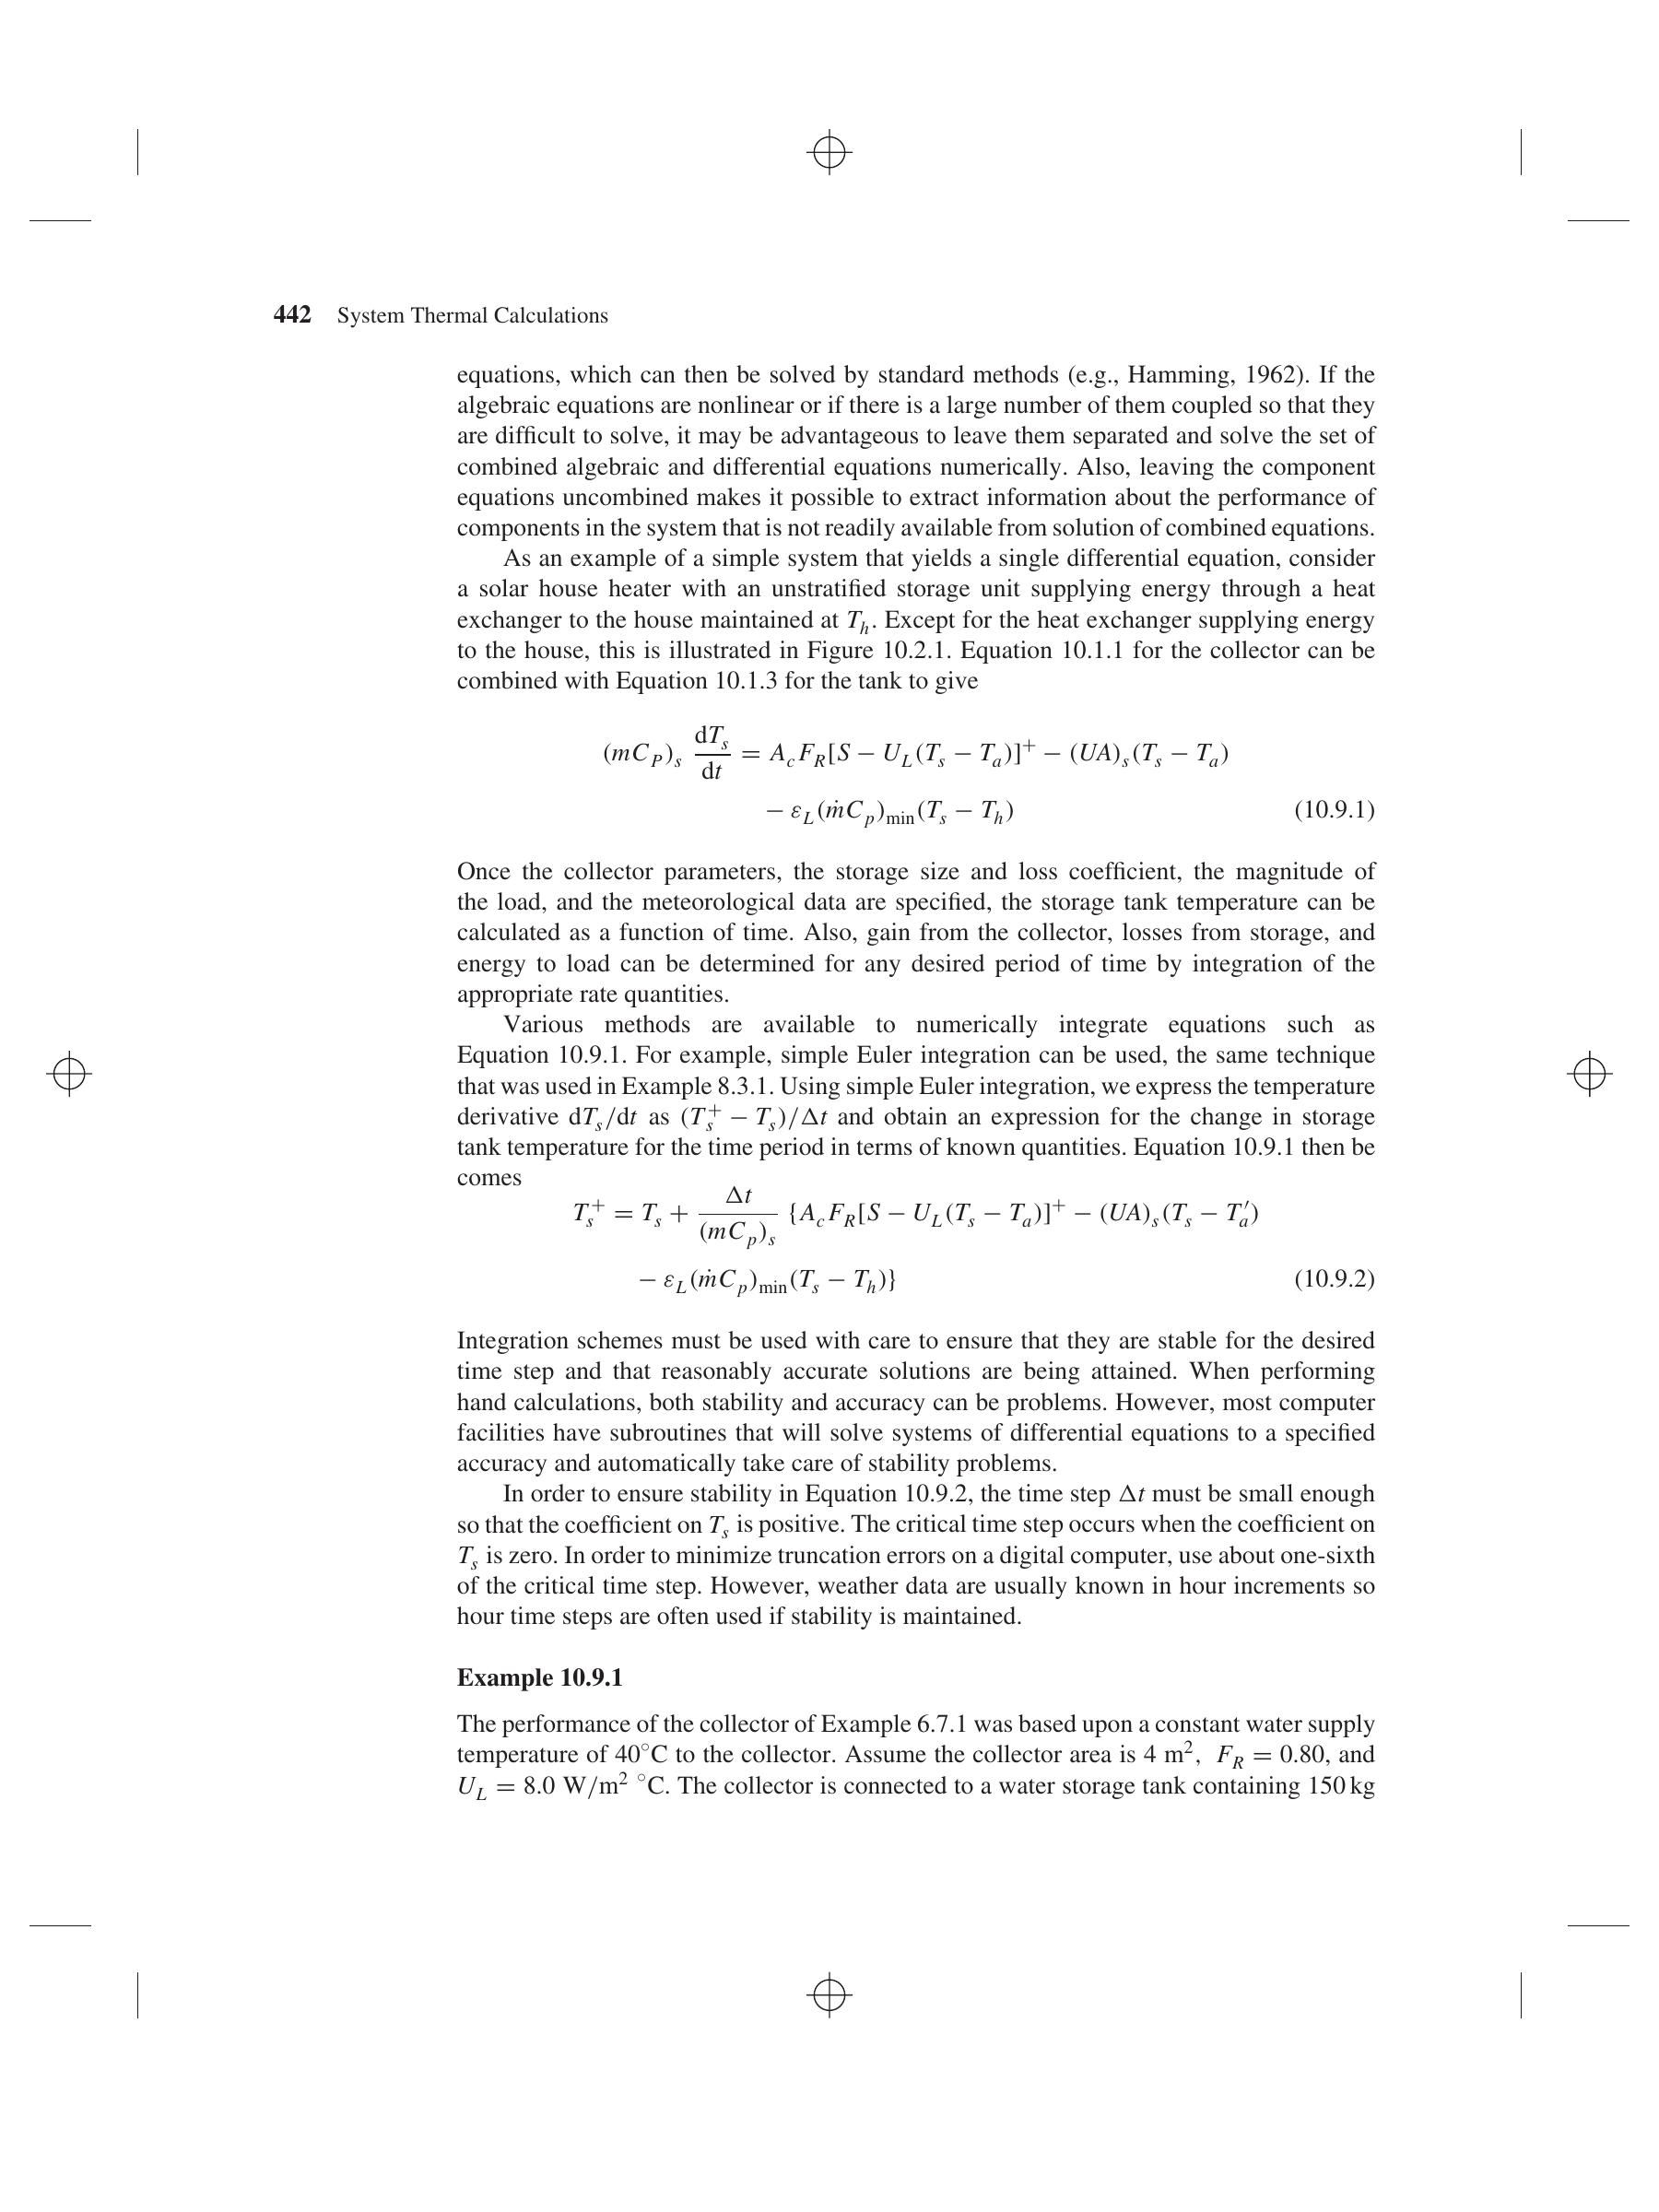 442 System Thermal Calculations
equations, which can then be solved by standard methods (e.g., Hamming, 1962). If the
algebraic equations are nonlinear or if there is a large number of them coupled so that they
are difficult to solve, it may be advantageous to leave them separated and solve the set of
combined algebraic and differential equations numerically. Also, leaving the component
equations uncombined makes it possible to extract information about the performance of
components in the system that is not readily available from solution of combined equations.
As an example of a simple system that yields a single differential equation, consider
a solar house heater with an unstratified storage unit supplying energy through a heat
exchanger to the house maintained at T_h. Except for the heat exchanger supplying energy
to the house, this is illustrated in Figure 10.2.1. Equation 10.1.1 for the collector can be
combined with Equation 10.1.3 for the tank to give
(mC_P)_s dT_s/dt = A_c F_R[S − U_L(T_s − T_a)]^+ − (UA)_s(T_s − T_a)
− ε_L(ṁC_p)_min(T_s − T_h) (10.9.1)
Once the collector parameters, the storage size and loss coefficient, the magnitude of
the load, and the meteorological data are specified, the storage tank temperature can be
calculated as a function of time. Also, gain from the collector, losses from storage, and
energy to load can be determined for any desired period of time by integration of the
appropriate rate quantities.
Various methods are available to numerically integrate equations such as
Equation 10.9.1. For example, simple Euler integration can be used, the same technique
that was used in Example 8.3.1. Using simple Euler integration, we express the temperature
derivative dT_s/dt as (T_s^+ − T_s)/Δt and obtain an expression for the change in storage
tank temperature for the time period in terms of known quantities. Equation 10.9.1 then be
comes
T_s^+ = T_s + Δt/(mC_p)_s {A_c F_R[S − U_L(T_s − T_a)]^+ − (UA)_s(T_s − T_a′)
− ε_L(ṁC_p)_min(T_s − T_h)} (10.9.2)
Integration schemes must be used with care to ensure that they are stable for the desired
time step and that reasonably accurate solutions are being attained. When performing
hand calculations, both stability and accuracy can be problems. However, most computer
facilities have subroutines that will solve systems of differential equations to a specified
accuracy and automatically take care of stability problems.
In order to ensure stability in Equation 10.9.2, the time step Δt must be small enough
so that the coefficient on T_s is positive. The critical time step occurs when the coefficient on
T_s is zero. In order to minimize truncation errors on a digital computer, use about one-sixth
of the critical time step. However, weather data are usually known in hour increments so
hour time steps are often used if stability is maintained.
Example 10.9.1
The performance of the collector of Example 6.7.1 was based upon a constant water supply
temperature of 40°C to the collector. Assume the collector area is 4 m², F_R = 0.80, and
U_L = 8.0 W/m² °C. The collector is connected to a water storage tank containing 150 kg